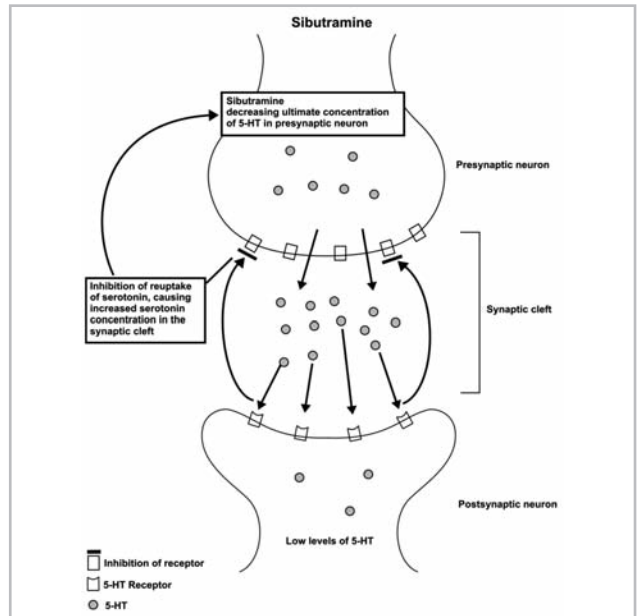 Sibutramine
Sibutramine
decreasing ultimate concentration
of 5-HT in presynaptic neuron
Presynaptic neuron
Inhibition of reuptake
of serotonin, causing
increased serotonin
concentration in the
synaptic cleft
Synaptic cleft
Postsynaptic neuron
Low levels of 5-HT
Inhibition of receptor
5-HT Receptor
5-HT